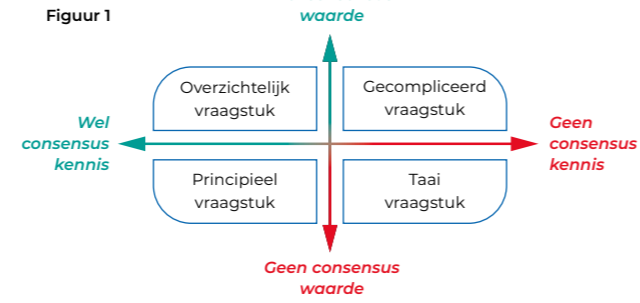 Figuur 1
waarde
Overzichtelijk
vraagstuk
Gecompliceerd
vraagstuk
Wel
consensus
kennis
Geen
consensus
kennis
Principieel
vraagstuk
Taai
vraagstuk
Geen consensus
waarde